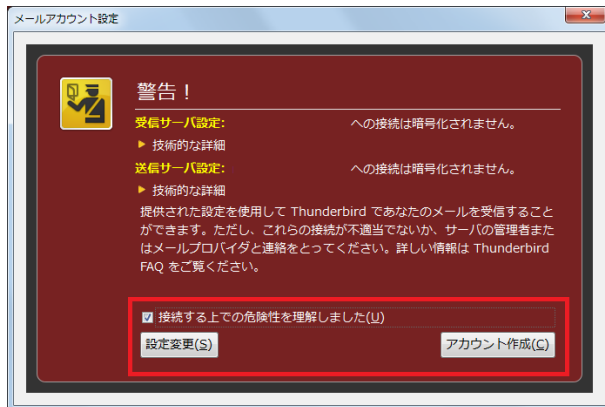 メールアカウント設定
警告！
受信サーバ設定: への接続は暗号化されません。
技術的な詳細
送信サーバ設定: への接続は暗号化されません。
技術的な詳細
提供された設定を使用して Thunderbird であなたのメールを受信すること
ができます。ただし、これらの接続が不適当でないか、サーバの管理者また
はメールプロバイダと連絡をとってください。詳しい情報は Thunderbird
FAQ をご覧ください。
接続する上での危険性を理解しました(U)
設定変更(S) アカウント作成(C)